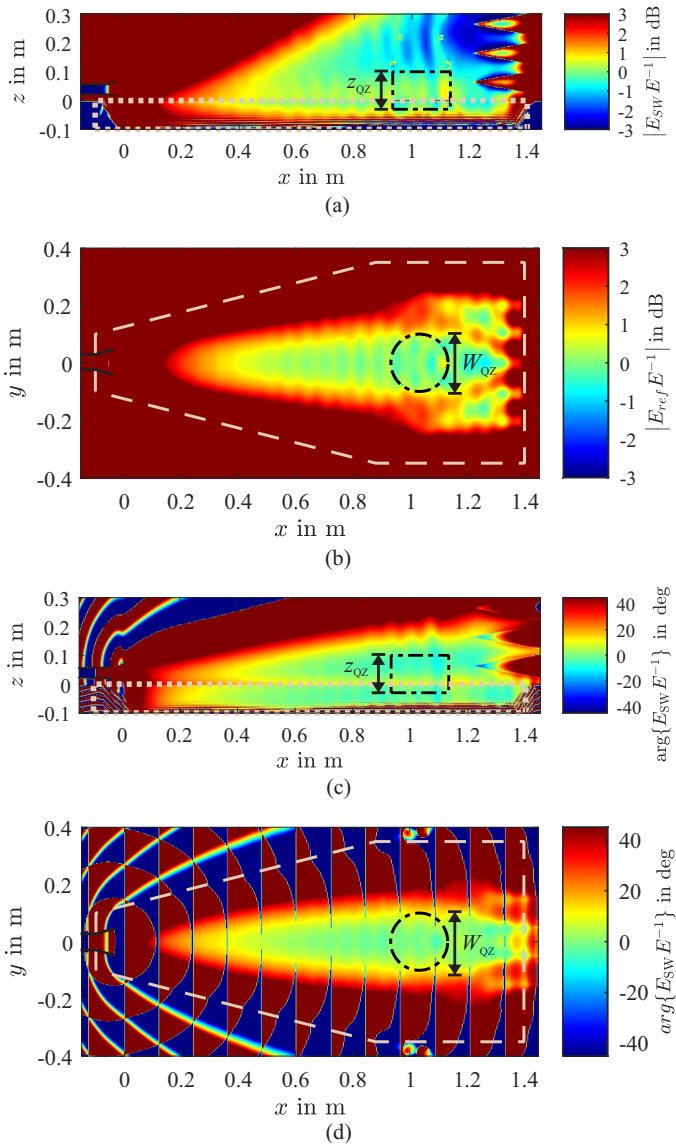 0.3
0.2
0.1
0
-0.1
z in m
z_QZ
0 0.2 0.4 0.6 0.8 1 1.2 1.4
x in m
3
2
1
0
-1
-2
-3
|E_SW E^-1| in dB
(a)
0.4
0.2
0
-0.2
-0.4
y in m
W_QZ
0 0.2 0.4 0.6 0.8 1 1.2 1.4
x in m
3
2
1
0
-1
-2
-3
|E_ref E^-1| in dB
(b)
0.3
0.2
0.1
0
-0.1
z in m
z_QZ
0 0.2 0.4 0.6 0.8 1 1.2 1.4
x in m
40
20
0
-20
-40
arg{E_SW E^-1} in deg
(c)
0.4
0.2
0
-0.2
-0.4
y in m
W_QZ
0 0.2 0.4 0.6 0.8 1 1.2 1.4
x in m
40
20
0
-20
-40
arg{E_SW E^-1} in deg
(d)